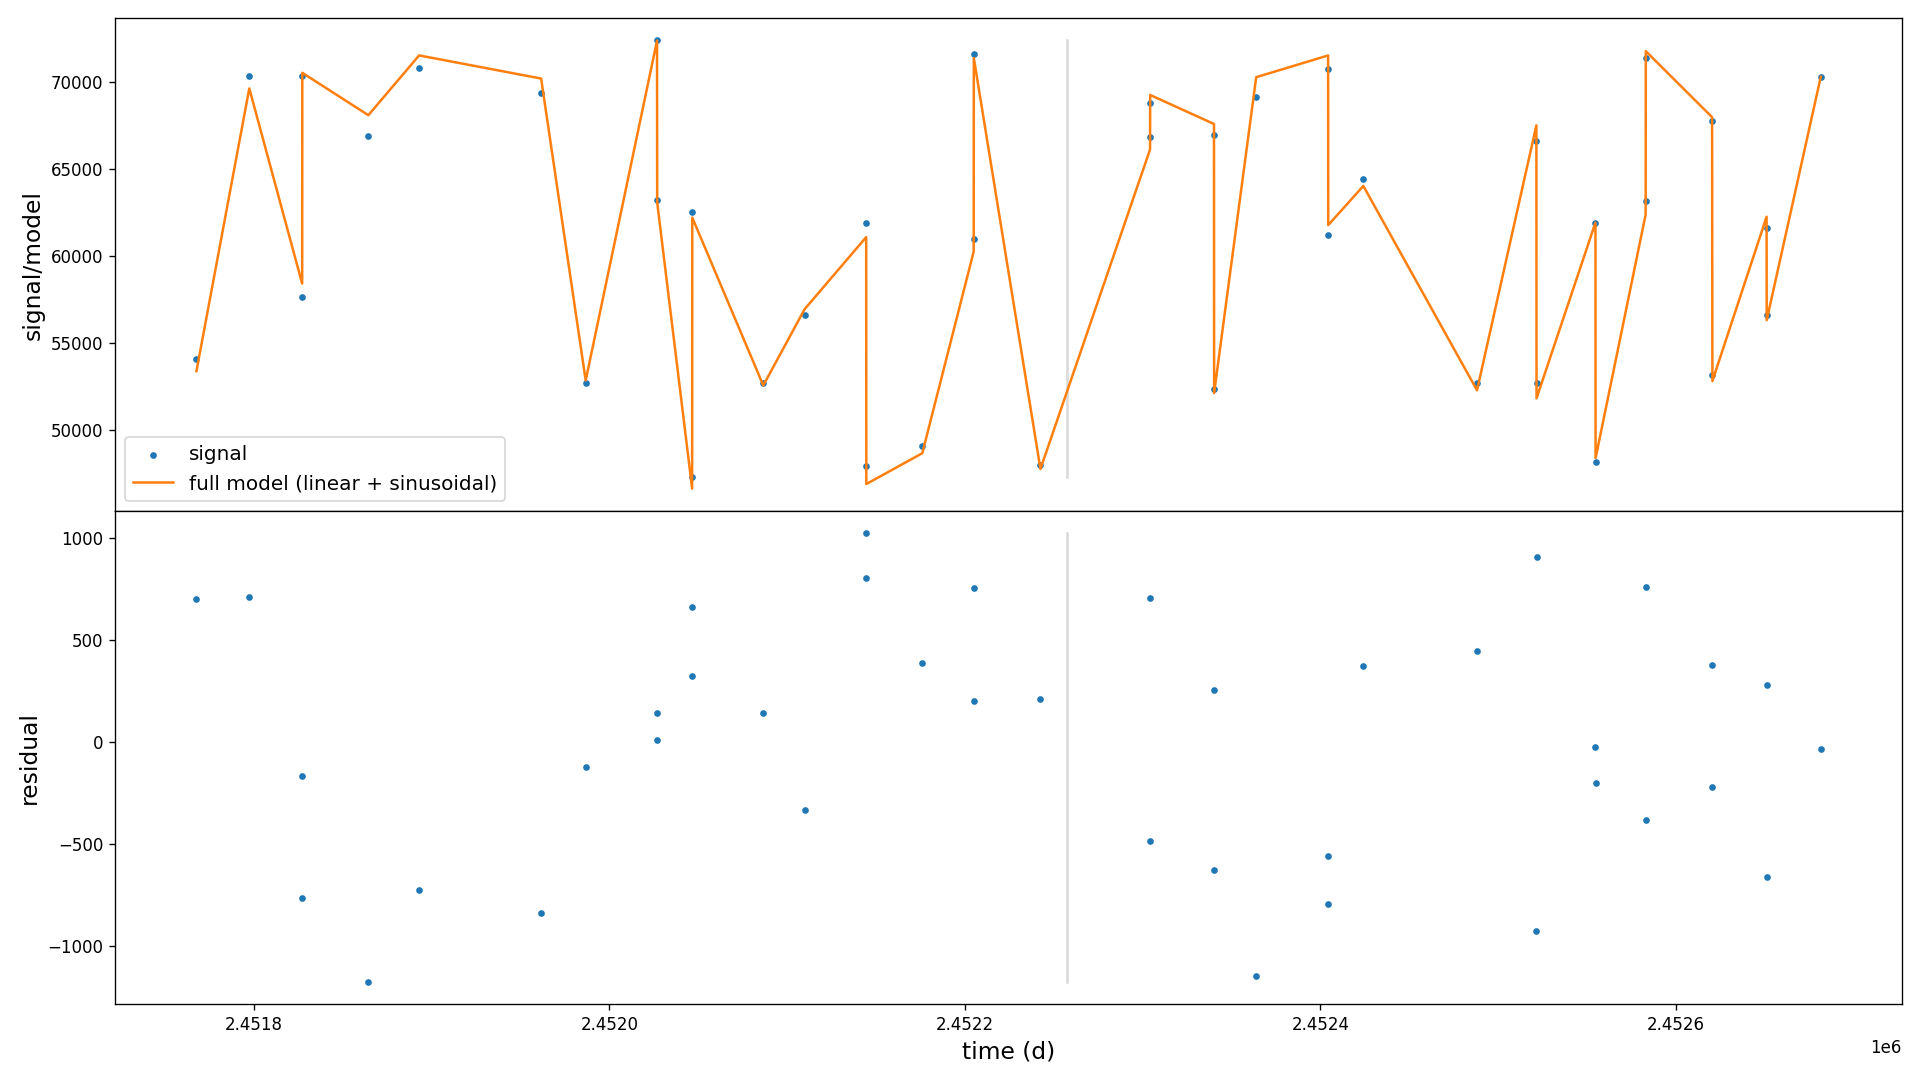 70000
65000
60000
55000
50000
signal/model
signal
full model (linear + sinusoidal)
1000
500
0
−500
−1000
residual
2.4518
2.4520
2.4522
2.4524
2.4526
1e6
time (d)